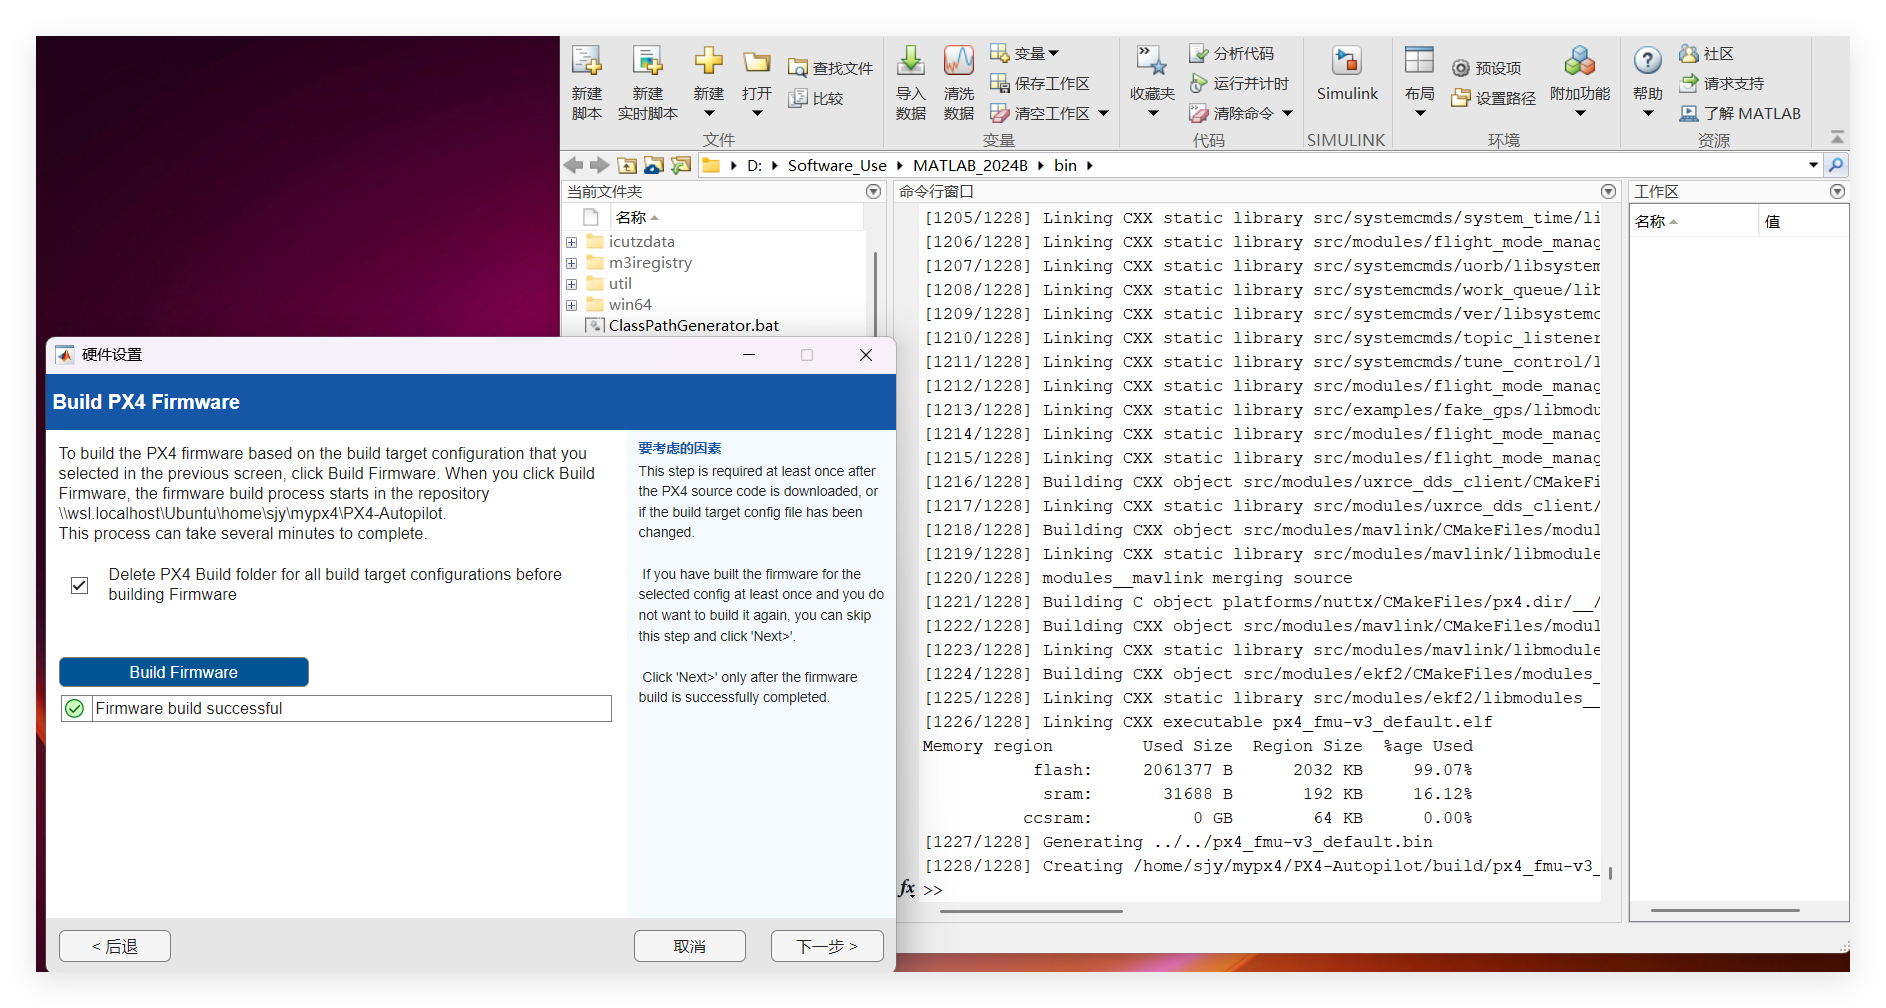 新建
脚本
新建
实时脚本
新建
打开
查找文件
比较
文件
导入
数据
清洗
数据
变量
保存工作区
清空工作区
变量
收藏夹
分析代码
运行并计时
清除命令
代码
Simulink
SIMULINK
布局
预设项
设置路径
附加功能
环境
帮助
社区
请求支持
了解 MATLAB
资源
D: Software_Use MATLAB_2024B bin
当前文件夹
名称
icutzdata
m3iregistry
util
win64
ClassPathGenerator.bat
命令行窗口
[1205/1228] Linking CXX static library src/systemcmds/system_time/li
[1206/1228] Linking CXX static library src/modules/flight_mode_manag
[1207/1228] Linking CXX static library src/systemcmds/uorb/libsystem
[1208/1228] Linking CXX static library src/systemcmds/work_queue/lib
[1209/1228] Linking CXX static library src/systemcmds/ver/libsystemc
[1210/1228] Linking CXX static library src/systemcmds/topic_listener
[1211/1228] Linking CXX static library src/systemcmds/tune_control/l
[1212/1228] Linking CXX static library src/modules/flight_mode_manag
[1213/1228] Linking CXX static library src/examples/fake_gps/libmodu
[1214/1228] Linking CXX static library src/modules/flight_mode_manag
[1215/1228] Linking CXX static library src/modules/flight_mode_manag
[1216/1228] Building CXX object src/modules/uxrce_dds_client/CMakeFi
[1217/1228] Linking CXX static library src/modules/uxrce_dds_client/
[1218/1228] Building CXX object src/modules/mavlink/CMakeFiles/modul
[1219/1228] Linking CXX static library src/modules/mavlink/libmodule
[1220/1228] modules__mavlink merging source
[1221/1228] Building C object platforms/nuttx/CMakeFiles/px4.dir/__/
[1222/1228] Building CXX object src/modules/mavlink/CMakeFiles/modul
[1223/1228] Linking CXX static library src/modules/mavlink/libmodule
[1224/1228] Building CXX object src/modules/ekf2/CMakeFiles/modules_
[1225/1228] Linking CXX static library src/modules/ekf2/libmodules__
[1226/1228] Linking CXX executable px4_fmu-v3_default.elf
Memory region Used Size Region Size %age Used
flash: 2061377 B 2032 KB 99.07%
sram: 31688 B 192 KB 16.12%
ccsram: 0 GB 64 KB 0.00%
[1227/1228] Generating ../../px4_fmu-v3_default.bin
[1228/1228] Creating /home/sjy/mypx4/PX4-Autopilot/build/px4_fmu-v3_
fx >>
工作区
名称 值
硬件设置
Build PX4 Firmware
To build the PX4 firmware based on the build target configuration that you
selected in the previous screen, click Build Firmware. When you click Build
Firmware, the firmware build process starts in the repository
\\wsl.localhost\Ubuntu\home\sjy\mypx4\PX4-Autopilot.
This process can take several minutes to complete.
Delete PX4 Build folder for all build target configurations before
building Firmware
Build Firmware
Firmware build successful
要考虑的因素
This step is required at least once after
the PX4 source code is downloaded, or
if the build target config file has been
changed.
If you have built the firmware for the
selected config at least once and you do
not want to build it again, you can skip
this step and click 'Next>'.
Click 'Next>' only after the firmware
build is successfully completed.
< 后退
取消
下一步 >